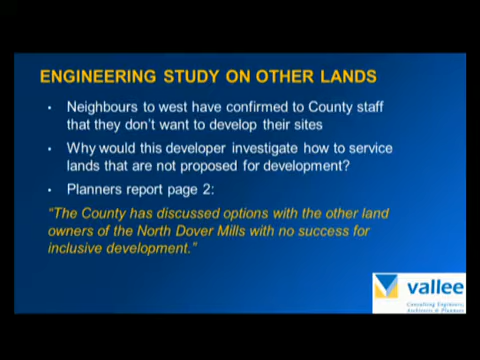 ENGINEERING STUDY ON OTHER LANDS
• Neighbours to west have confirmed to County staff
that they don't want to develop their sites
• Why would this developer investigate how to service
lands that are not proposed for development?
• Planners report page 2:
"The County has discussed options with the other land
owners of the North Dover Mills with no success for
inclusive development."
vallee
Consulting Engineers,
Architects & Planners